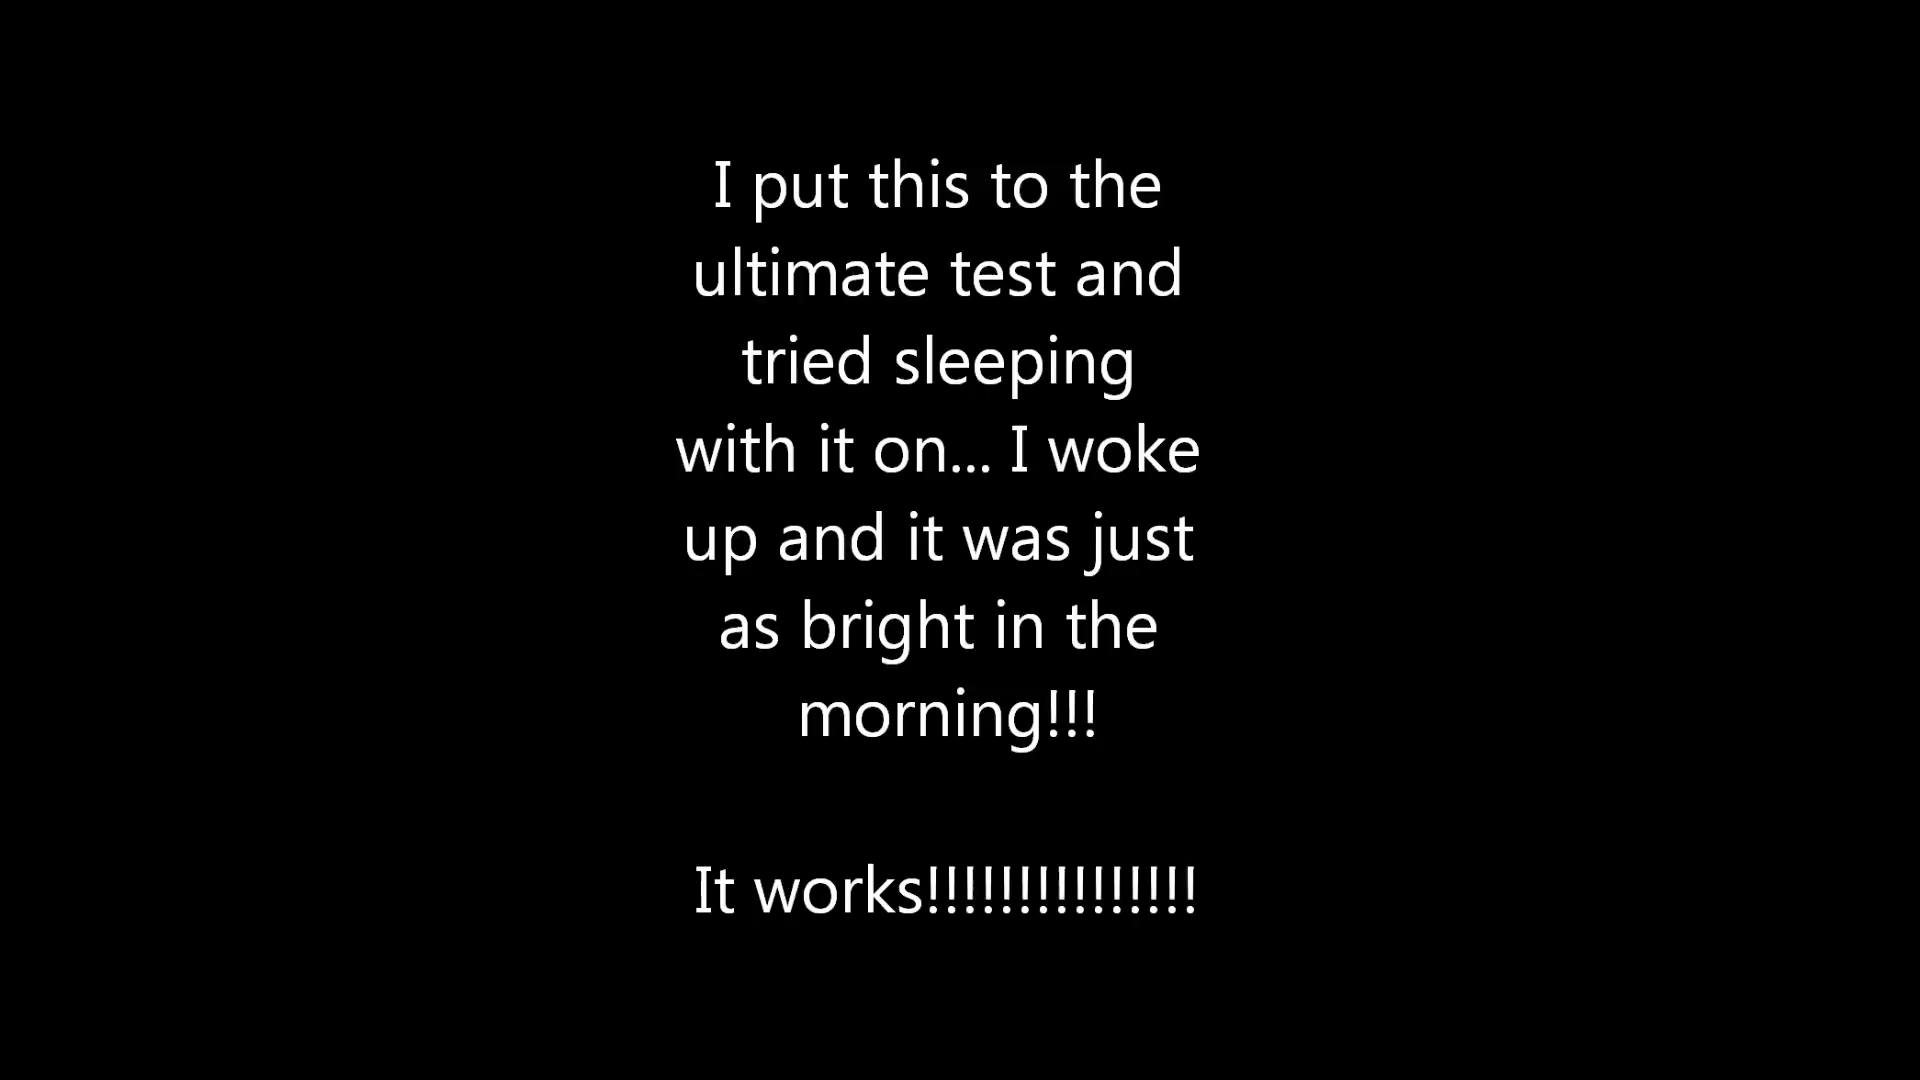 I put this to the
ultimate test and
tried sleeping
with it on... I woke
up and it was just
as bright in the
morning!!!
It works!!!!!!!!!!!!!!!